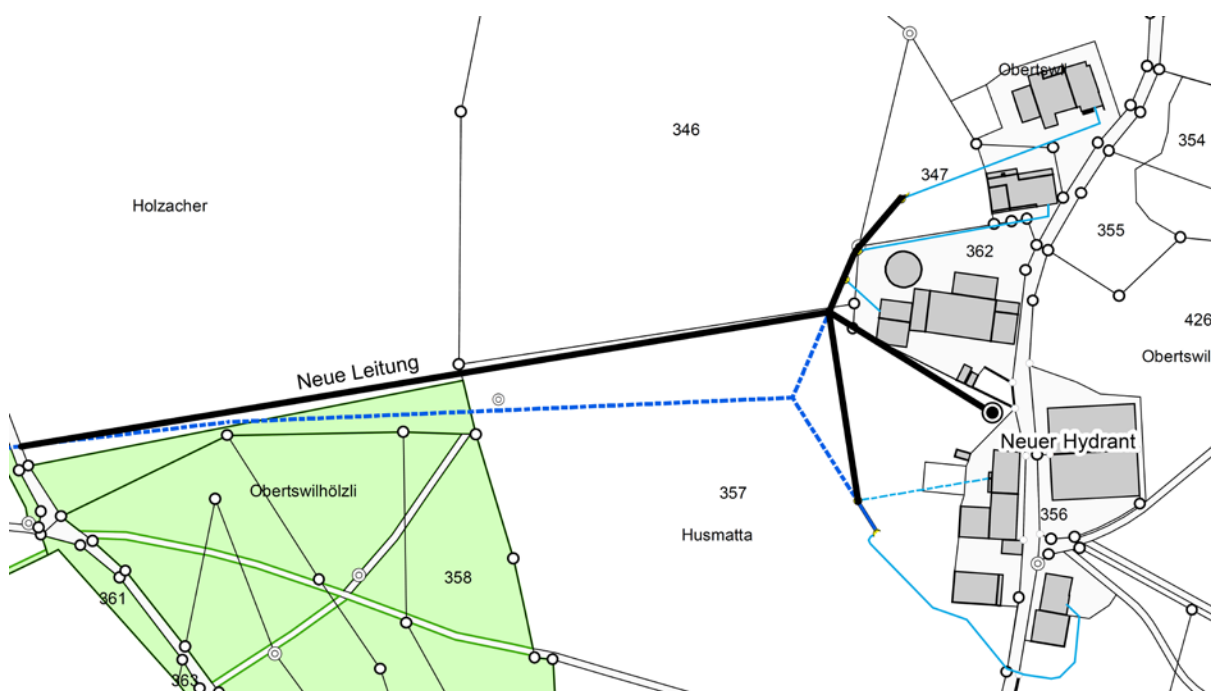 Obertswil
346
354
347
Holzacher
355
362
426
Obertswil
Neue Leitung
Neuer Hydrant
Obertswilhölzli
357
356
Husmatta
358
361
363